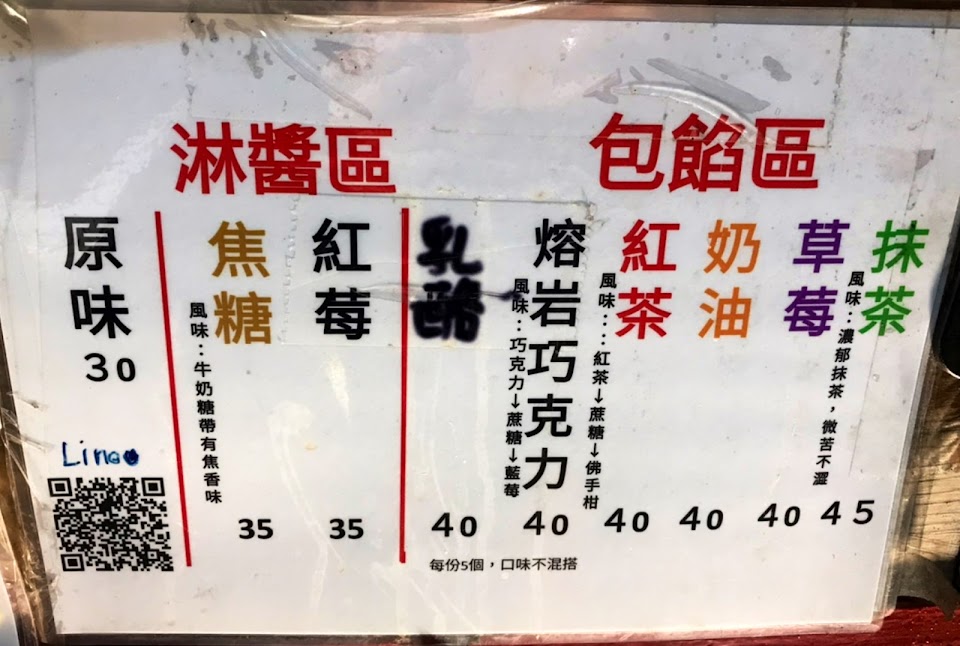 淋醬區
包餡區
原味
30
焦糖
風味：牛奶糖帶有焦香味
35
紅莓
35
乳酪
40
熔岩巧克力
風味：巧克力→蔗糖→藍莓
40
紅茶
風味：紅茶→蔗糖→佛手柑
40
奶油
40
草莓
40
抹茶
風味：濃郁抹茶，微苦不澀
45
每份5個，口味不混搭